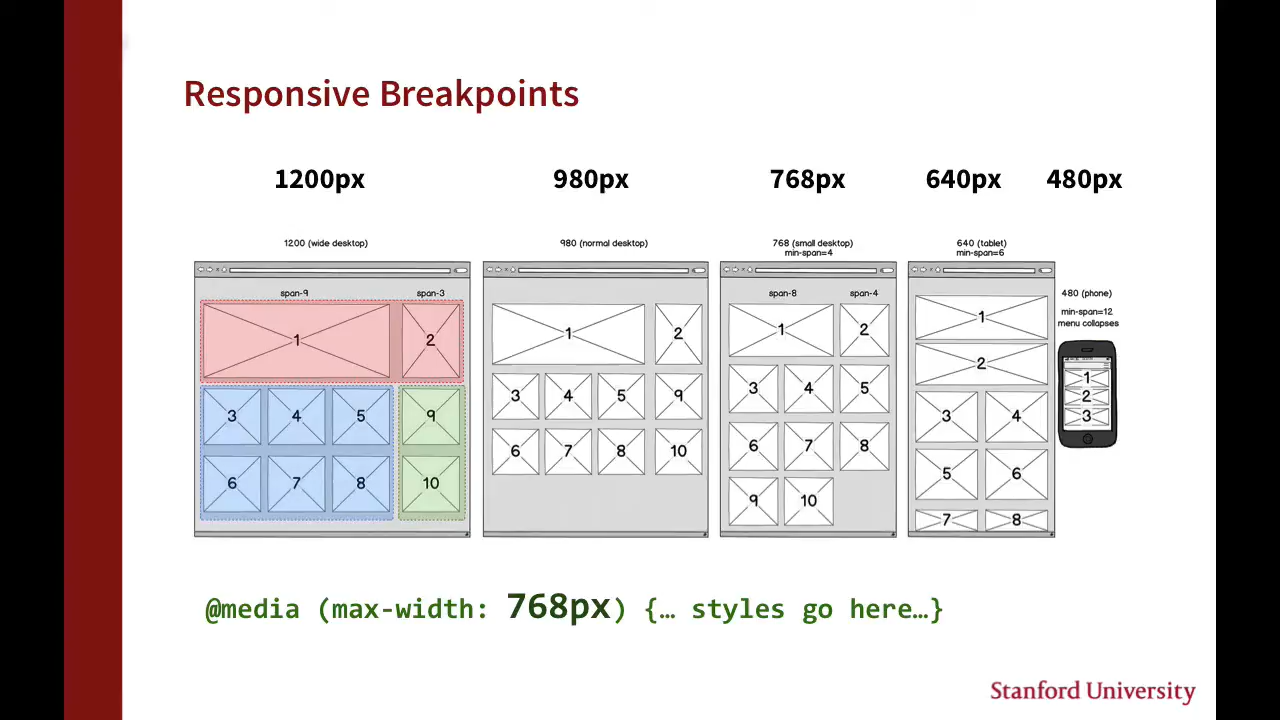 Responsive Breakpoints
1200px 980px 768px 640px 480px
1200 (wide desktop)
span-9 span-3
1 2
3 4 5 9
6 7 8 10
980 (normal desktop)
1 2
3 4 5 9
6 7 8 10
768 (small desktop)
min-span=4
span-8 span-4
1 2
3 4 5
6 7 8
9 10
640 (tablet)
min-span=6
1
2
3 4
5 6
7 8
480 (phone)
min-span=12
menu collapses
1
2
3
@media (max-width: 768px) {… styles go here…}
Stanford University